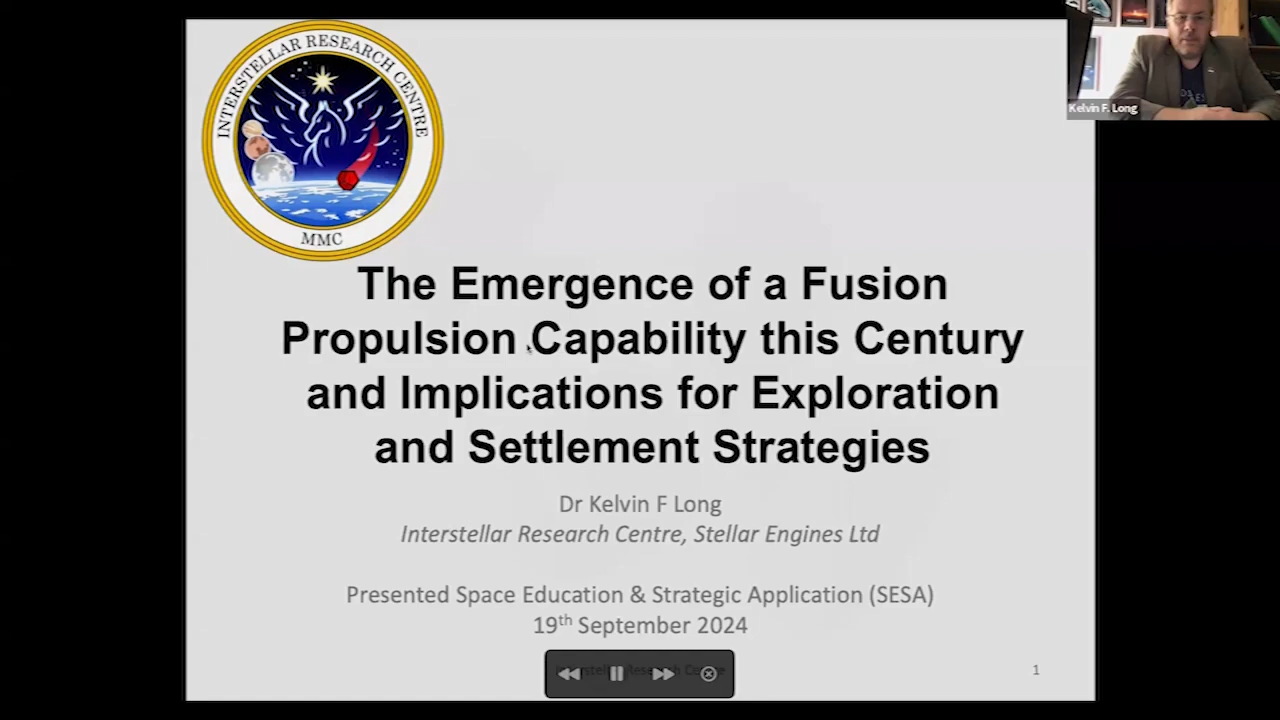 INTERSTELLAR RESEARCH CENTRE
MMC
Kelvin F. Long
The Emergence of a Fusion
Propulsion Capability this Century
and Implications for Exploration
and Settlement Strategies
Dr Kelvin F Long
Interstellar Research Centre, Stellar Engines Ltd
Presented Space Education & Strategic Application (SESA)
19th September 2024
1